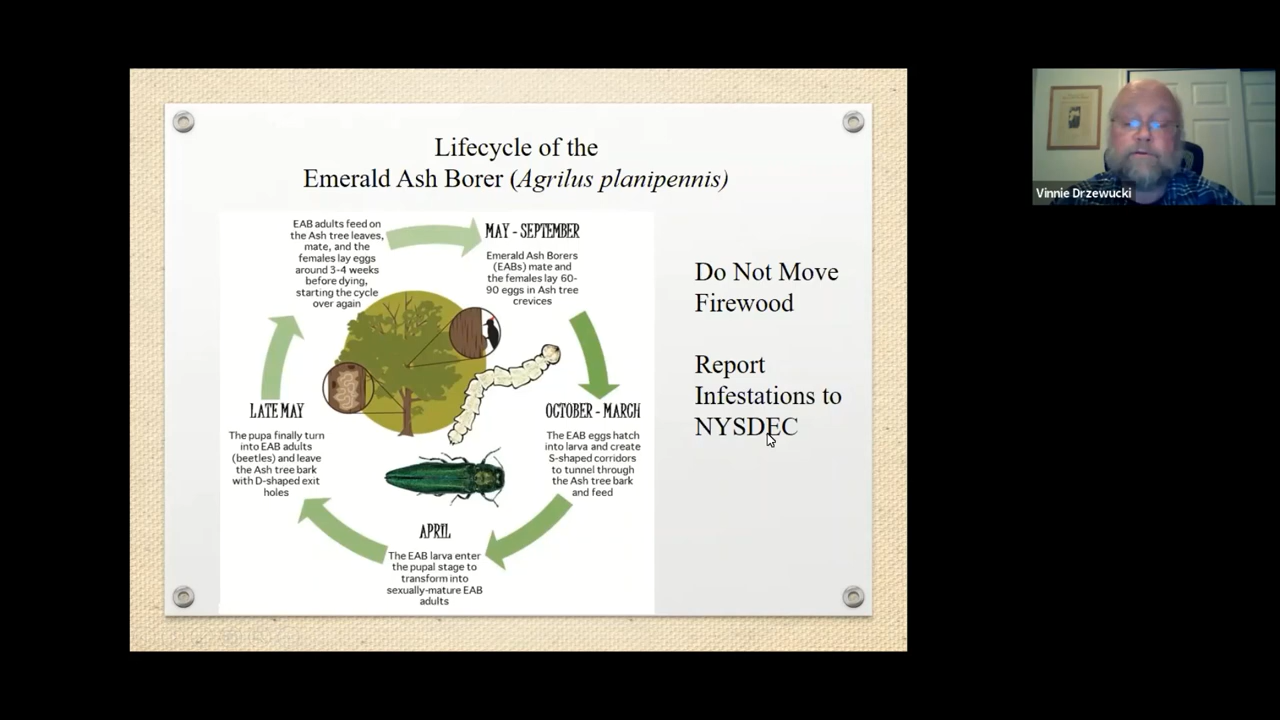 Lifecycle of the
Emerald Ash Borer (Agrilus planipennis)
EAB adults feed on
the Ash tree leaves,
mate, and the
females lay eggs
around 3-4 weeks
before dying,
starting the cycle
over again
MAY - SEPTEMBER
Emerald Ash Borers
(EABs) mate and
the females lay 60-
90 eggs in Ash tree
crevices
OCTOBER - MARCH
The EAB eggs hatch
into larva and create
S-shaped corridors
to tunnel through
the Ash tree bark
and feed
APRIL
The EAB larva enter
the pupal stage to
transform into
sexually-mature EAB
adults
LATE MAY
The pupa finally turn
into EAB adults
(beetles) and leave
the Ash tree bark
with D-shaped exit
holes
Do Not Move
Firewood
Report
Infestations to
NYSDEC
Vinnie Drzewucki